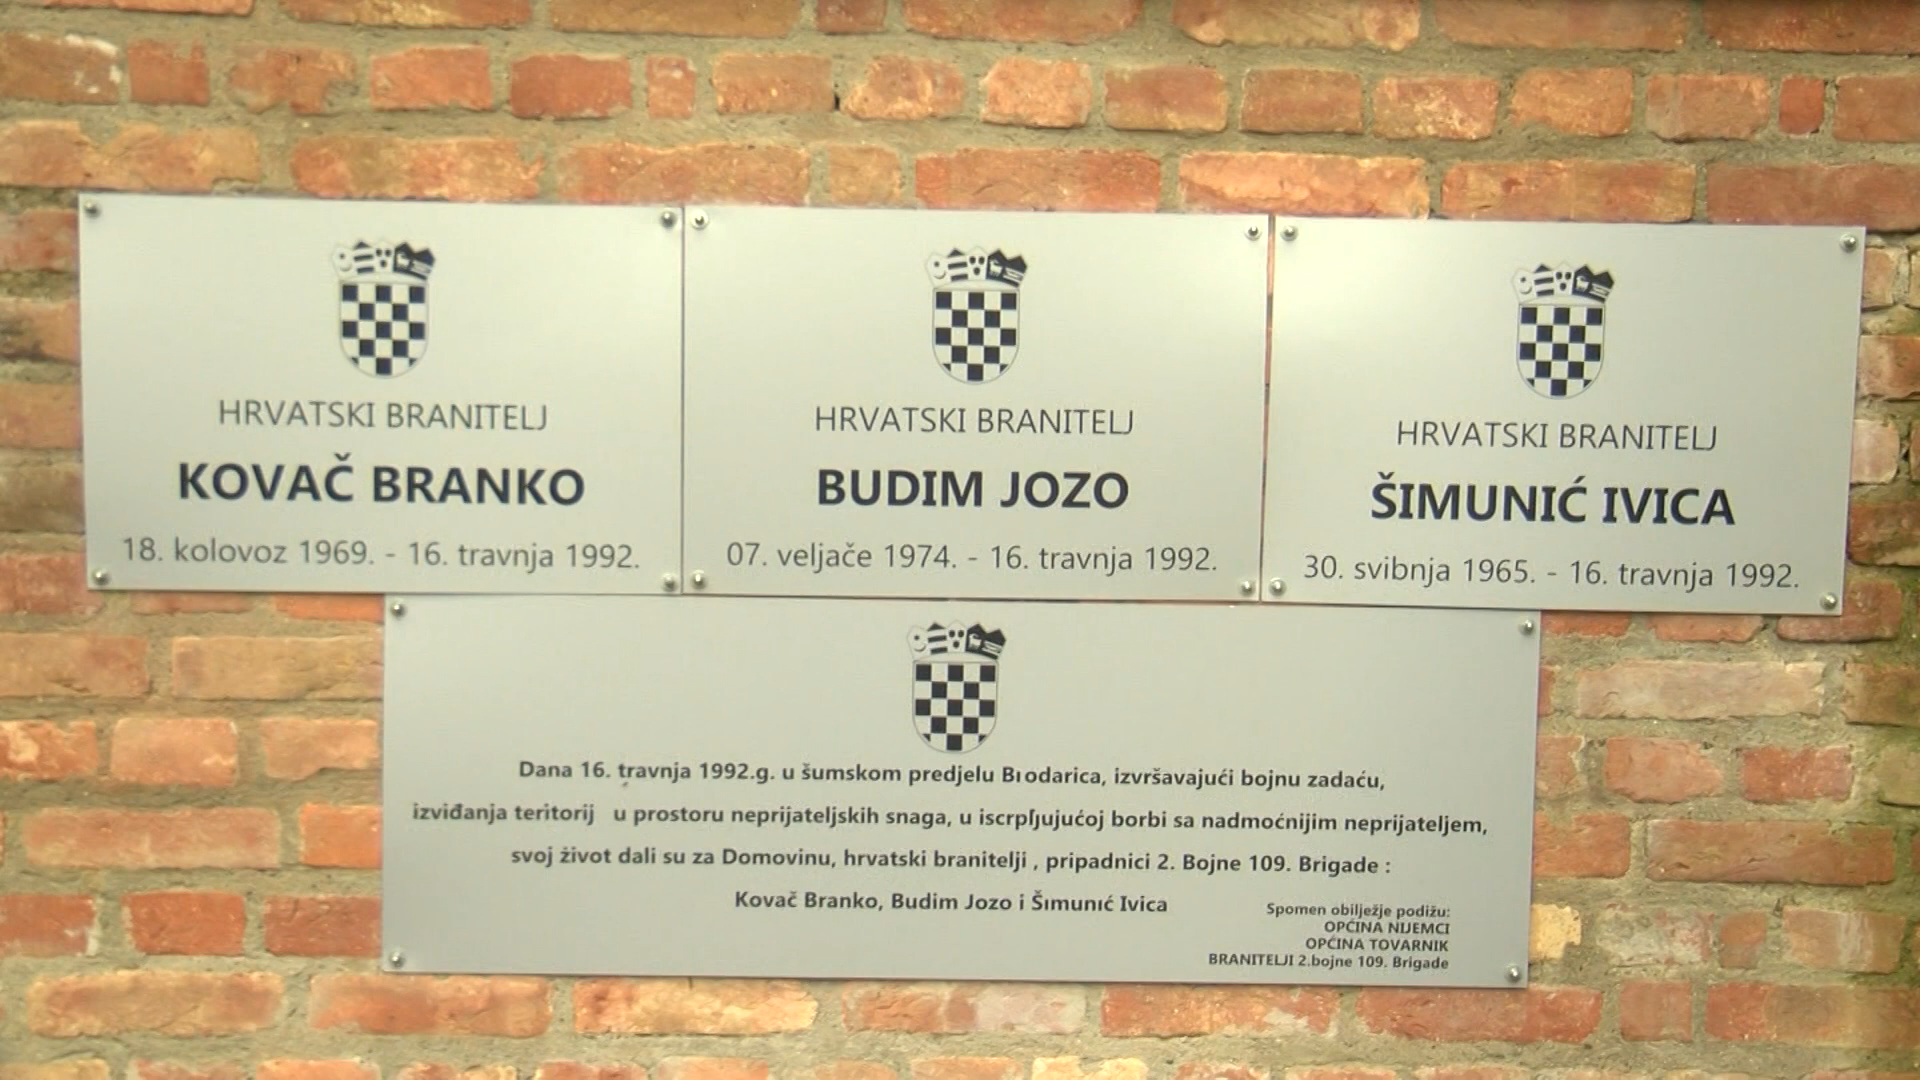 HRVATSKI BRANITELJ
KOVAČ BRANKO
18. kolovoz 1969. - 16. travnja 1992.
HRVATSKI BRANITELJ
BUDIM JOZO
07. veljače 1974. - 16. travnja 1992.
HRVATSKI BRANITELJ
ŠIMUNIĆ IVICA
30. svibnja 1965. - 16. travnja 1992.
Dana 16. travnja 1992.g. u šumskom predjelu Brodarica, izvršavajući bojnu zadaću,
izviđanja teritorij u prostoru neprijateljskih snaga, u iscrpljujućoj borbi sa nadmoćnijim neprijateljem,
svoj život dali su za Domovinu, hrvatski branitelji , pripadnici 2. Bojne 109. Brigade :
Kovač Branko, Budim Jozo i Šimunić Ivica
Spomen obilježje podižu:
OPĆINA NIJEMCI
OPĆINA TOVARNIK
BRANITELJI 2.bojne 109. Brigade